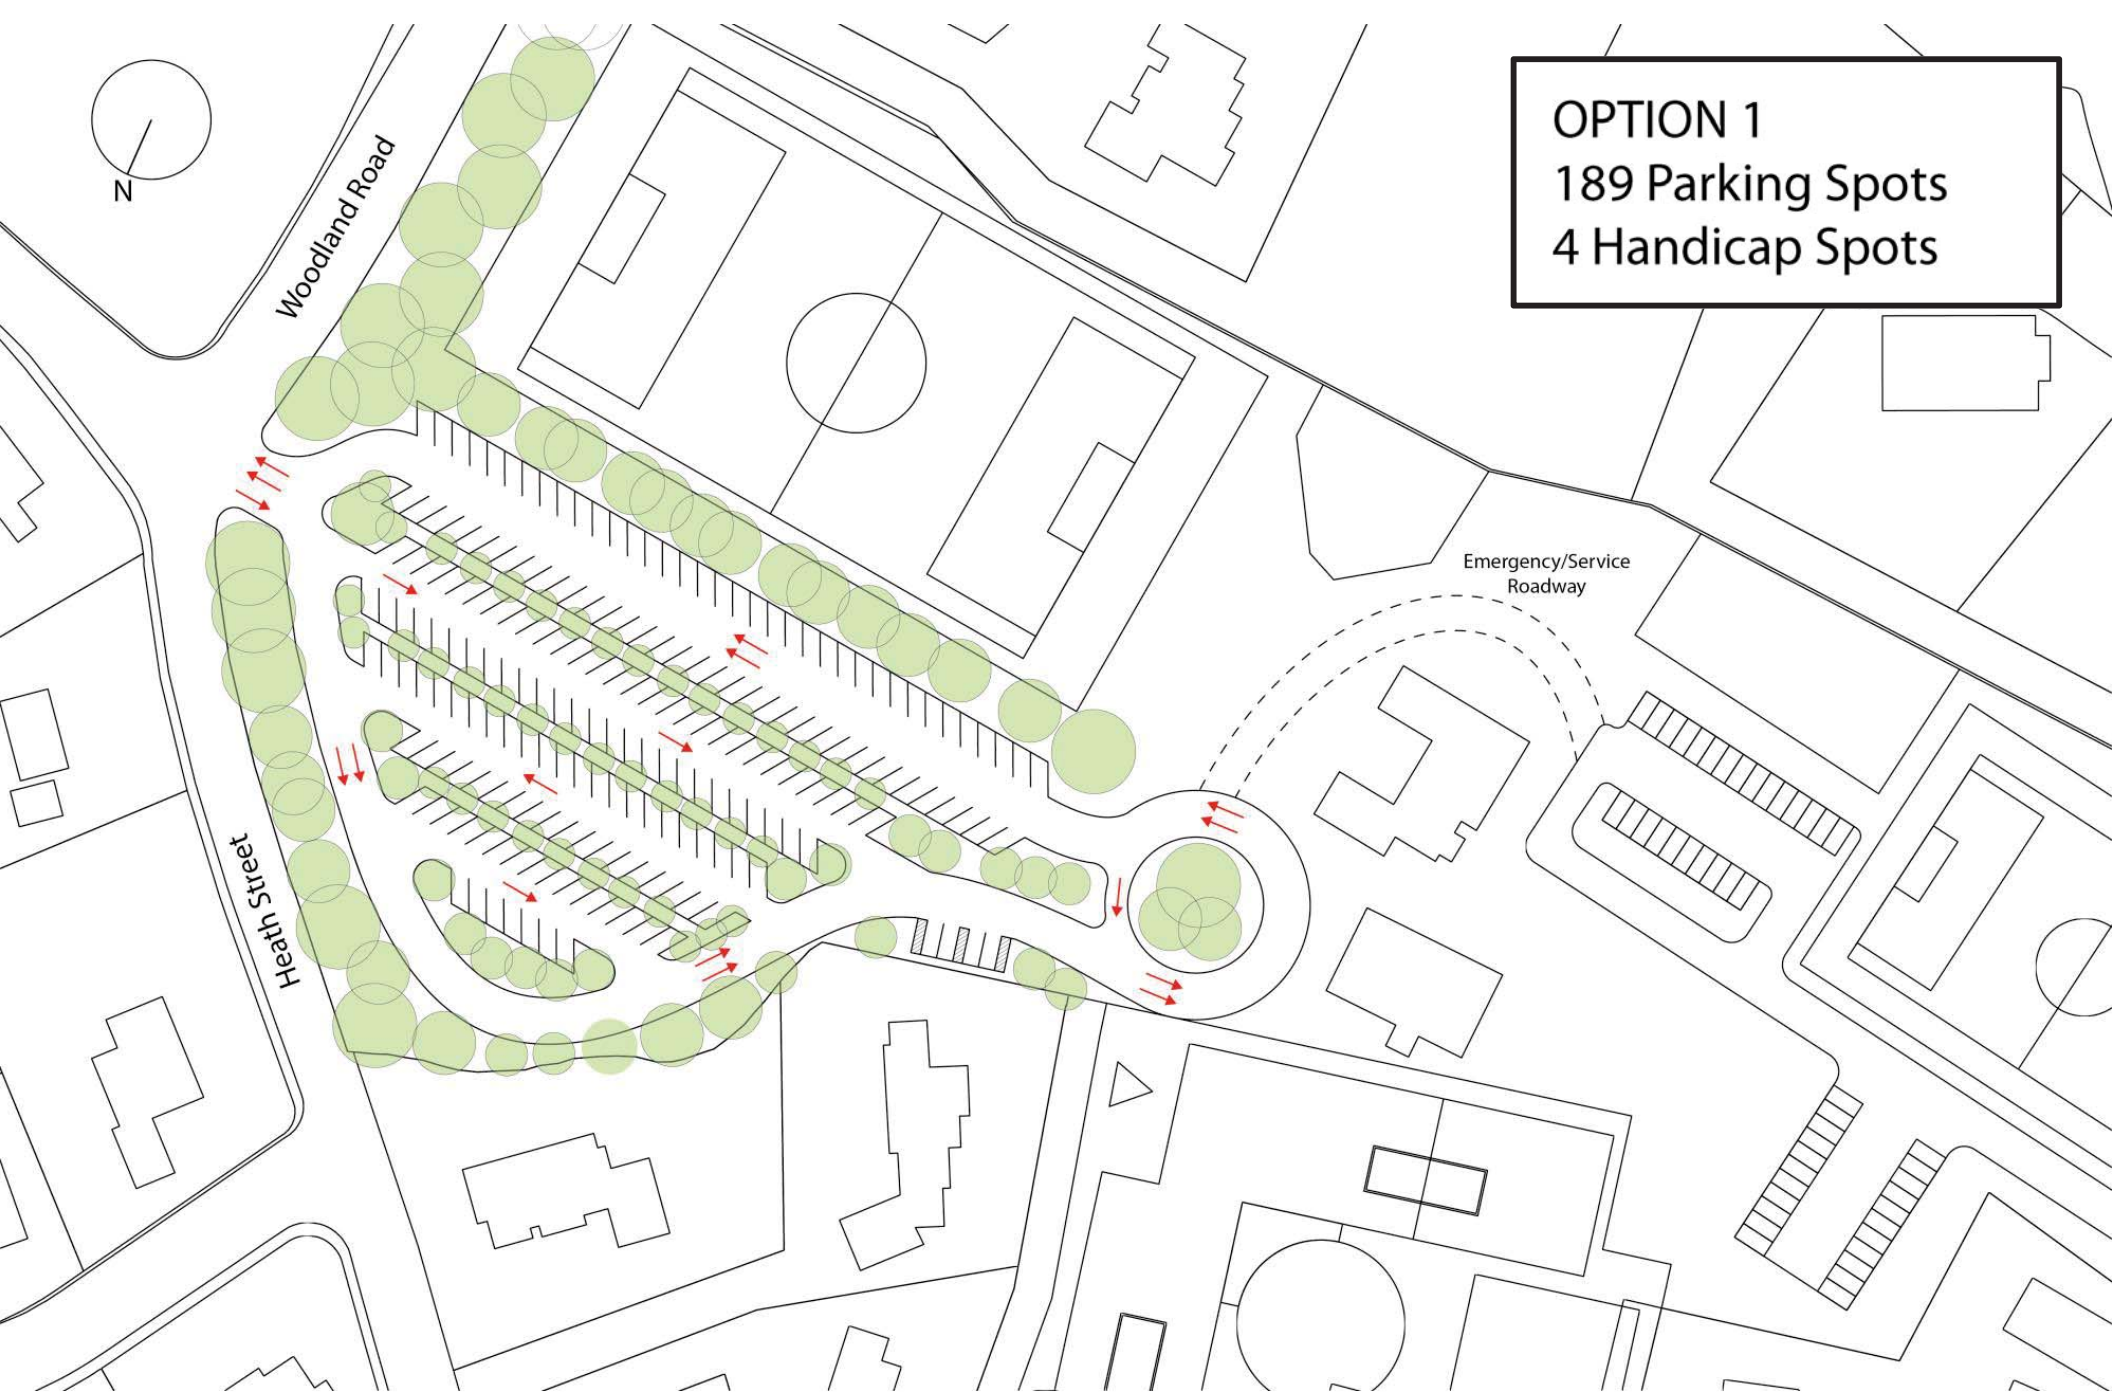 OPTION 1
189 Parking Spots
4 Handicap Spots
N
Woodland Road
Emergency/Service
Roadway
Heath Street